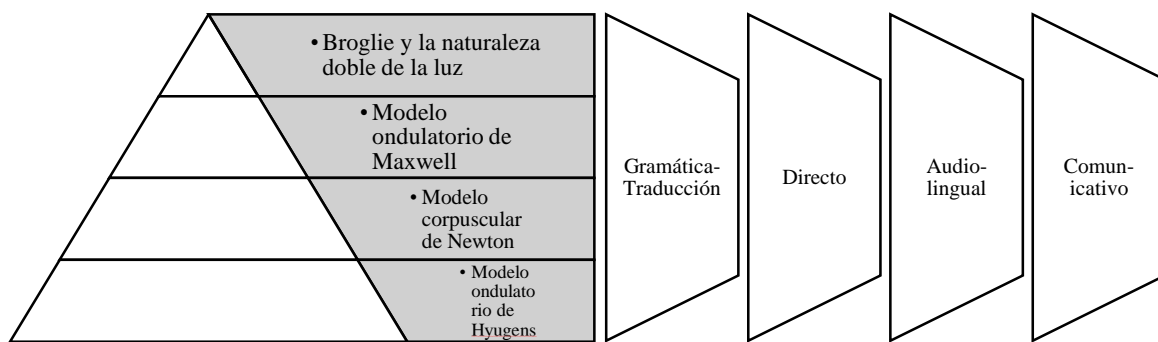 • Broglie y la naturaleza
doble de la luz
• Modelo
ondulatorio de
Maxwell
• Modelo
corpuscular
de Newton
• Modelo
ondulato
rio de
Hyugens
Gramática-
Traducción
Directo
Audio-
lingual
Comun-
icativo